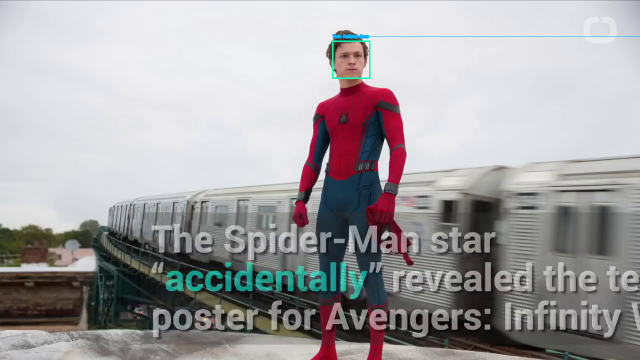 The Spider-Man star
“accidentally” revealed the te
poster for Avengers: Infinity W